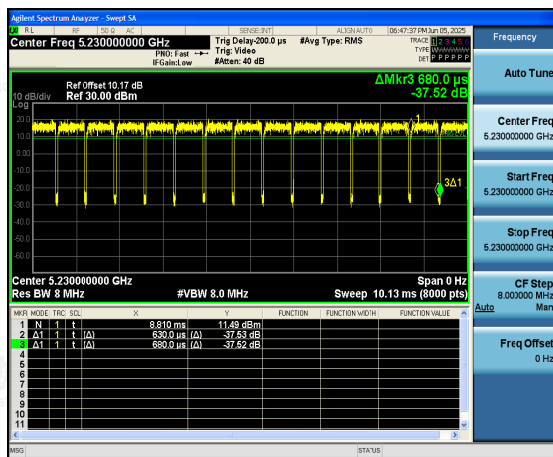 Agilent Spectrum Analyzer - Swept SA
RL RF 50 Ω AC SENSE:INT ALIGN AUTO 06:47:37 PM Jun 05, 2025
Center Freq 5.230000000 GHz Trig Delay-200.0 µs #Avg Type: RMS TRACE 1 2 3 4 5 6
PNO: Fast Trig: Video TYPE
IFGain:Low #Atten: 40 dB DET P P P P P P
Ref Offset 10.17 dB ΔMkr3 680.0 µs
10 dB/div Ref 30.00 dBm -37.52 dB
Log
20.0
10.0
0.00
-10.0
-20.0
-30.0
-40.0
-50.0
-60.0
1
3Δ1
Center 5.230000000 GHz Span 0 Hz
Res BW 8 MHz #VBW 8.0 MHz Sweep 10.13 ms (8000 pts)
MKR MODE TRC SCL X Y FUNCTION FUNCTION WIDTH FUNCTION VALUE
1 N 1 t 8.810 ms 11.49 dBm
2 Δ1 1 t (Δ) 630.0 µs (Δ) -37.53 dB
3 Δ1 1 t (Δ) 680.0 µs (Δ) -37.52 dB
4
5
6
7
8
9
10
11
MSG STATUS
Frequency
Auto Tune
Center Freq
5.230000000 GHz
Start Freq
5.230000000 GHz
Stop Freq
5.230000000 GHz
CF Step
8.000000 MHz
Auto Man
Freq Offset
0 Hz